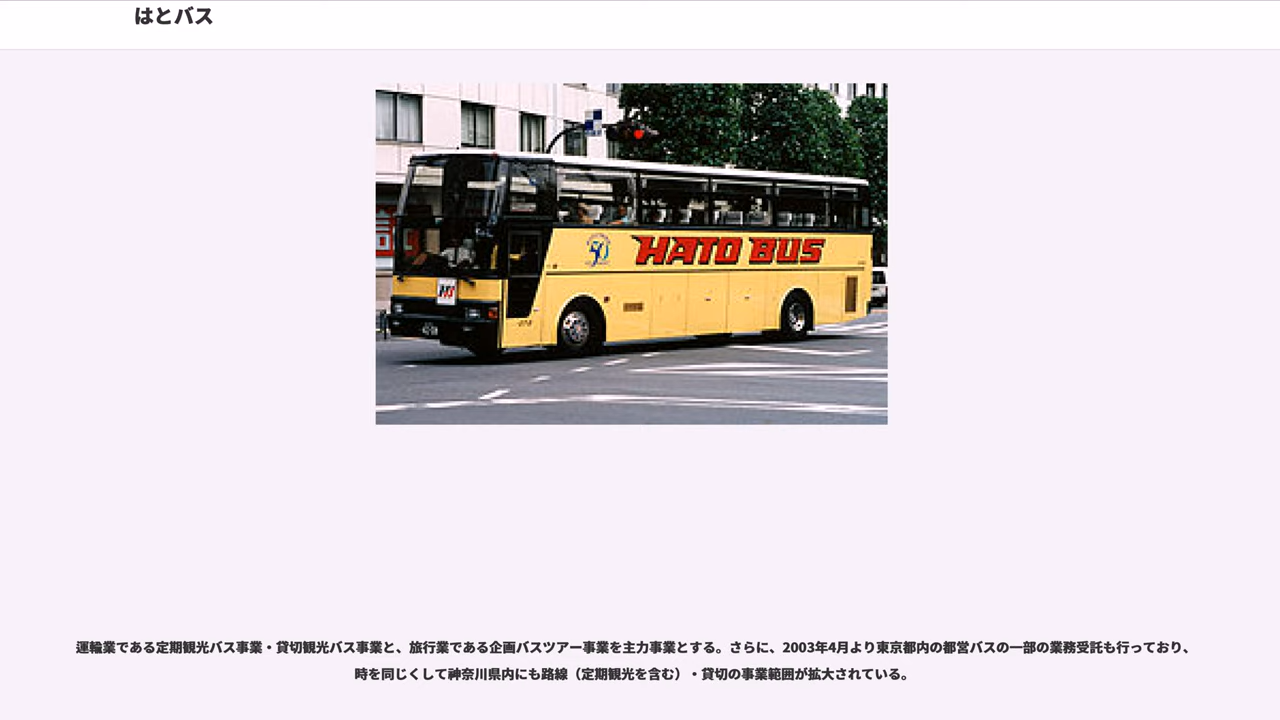 はとバス
50
HATO BUS
運輸業である定期観光バス事業・貸切観光バス事業と、旅行業である企画バスツアー事業を主力事業とする。さらに、2003年4月より東京都内の都営バスの一部の業務受託も行っており、
時を同じくして神奈川県内にも路線（定期観光を含む）・貸切の事業範囲が拡大されている。